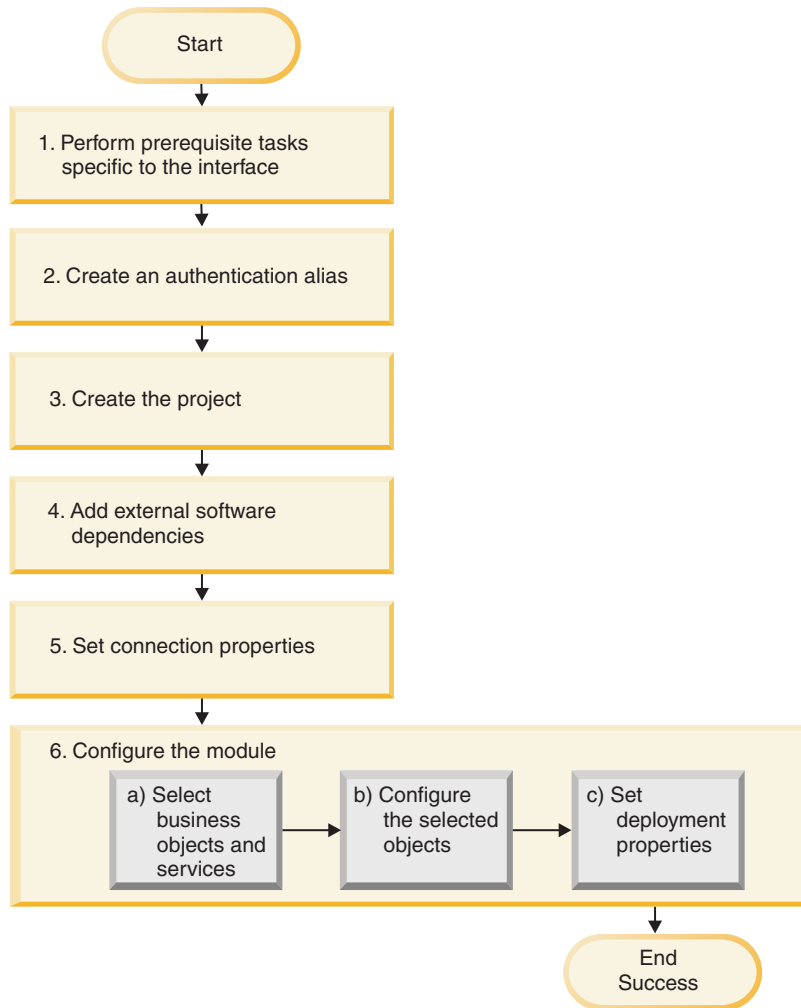 Start
1. Perform prerequisite tasks
specific to the interface
2. Create an authentication alias
3. Create the project
4. Add external software
dependencies
5. Set connection properties
6. Configure the module
a) Select
business
objects and
services
b) Configure
the selected
objects
c) Set
deployment
properties
End
Success